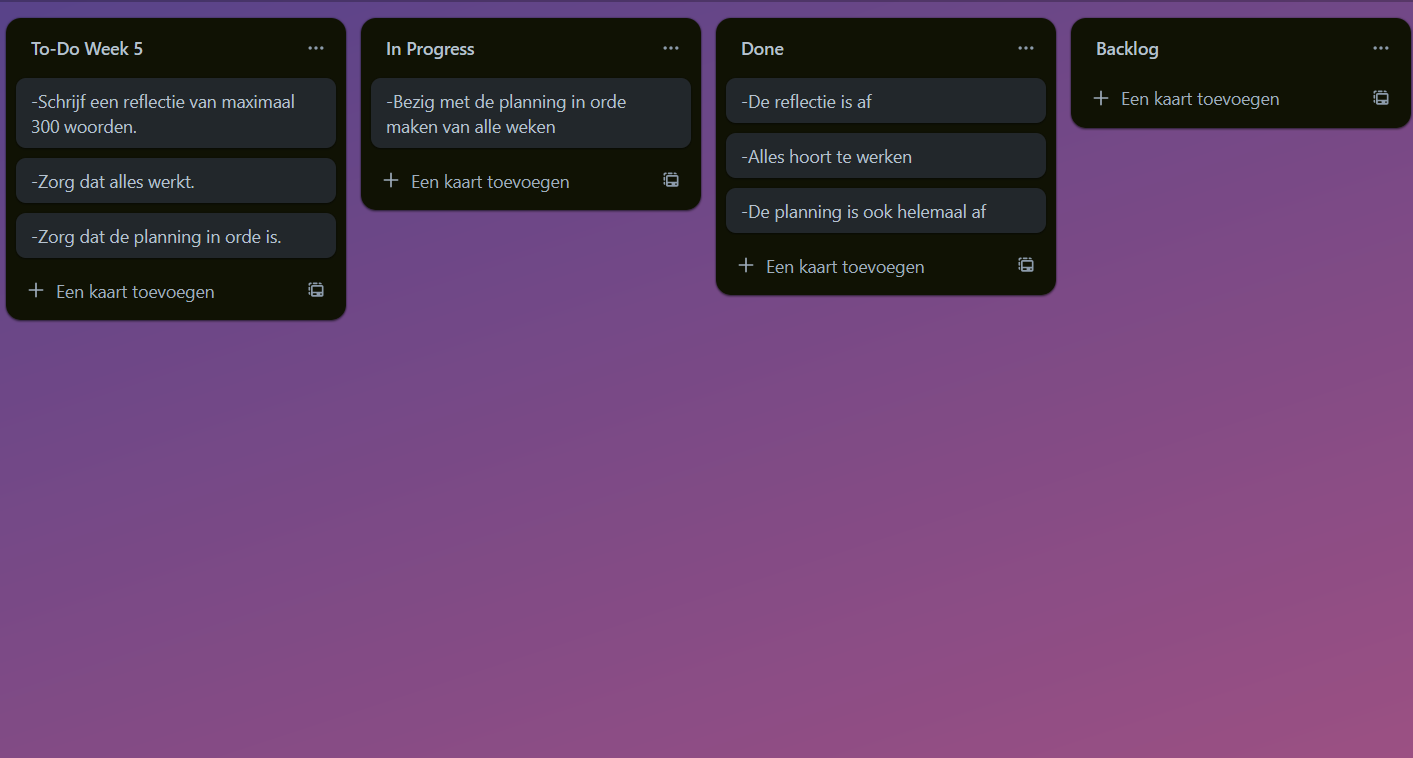 To-Do Week 5
-Schrijf een reflectie van maximaal
300 woorden.
-Zorg dat alles werkt.
-Zorg dat de planning in orde is.
Een kaart toevoegen
In Progress
-Bezig met de planning in orde
maken van alle weken
Een kaart toevoegen
Done
-De reflectie is af
-Alles hoort te werken
-De planning is ook helemaal af
Een kaart toevoegen
Backlog
Een kaart toevoegen